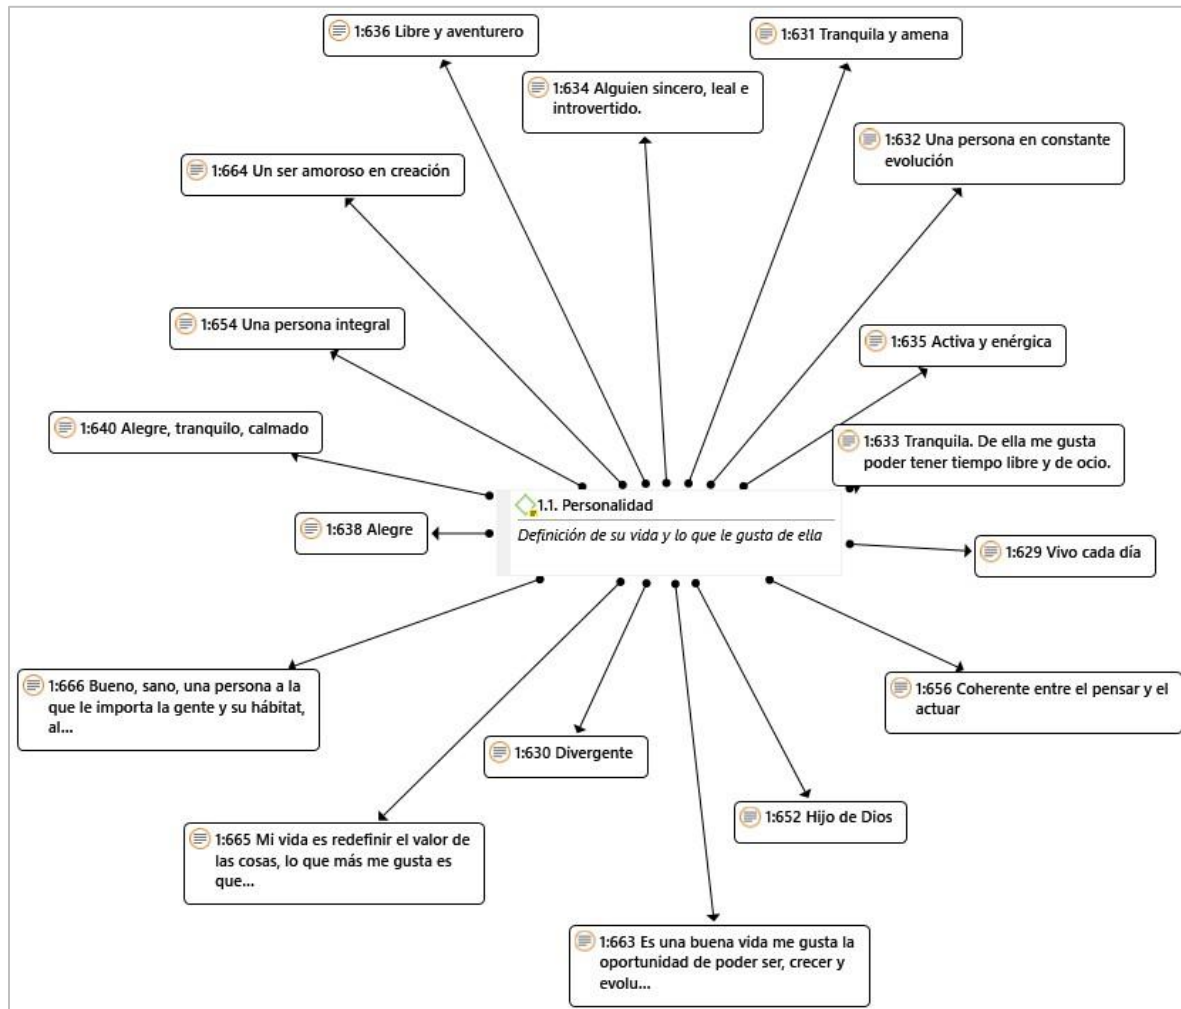 1:636 Libre y aventurero
1:631 Tranquila y amena
1:634 Alguien sincero, leal e
introvertido.
1:632 Una persona en constante
evolución
1:664 Un ser amoroso en creación
1:654 Una persona integral
1:635 Activa y enérgica
1:640 Alegre, tranquilo, calmado
1:633 Tranquila. De ella me gusta
poder tener tiempo libre y de ocio.
1.1. Personalidad
Definición de su vida y lo que le gusta de ella
1:638 Alegre
1:629 Vivo cada día
1:666 Bueno, sano, una persona a la
que le importa la gente y su hábitat,
al...
1:656 Coherente entre el pensar y el
actuar
1:630 Divergente
1:652 Hijo de Dios
1:665 Mi vida es redefinir el valor de
las cosas, lo que más me gusta es
que...
1:663 Es una buena vida me gusta la
oportunidad de poder ser, crecer y
evolu...